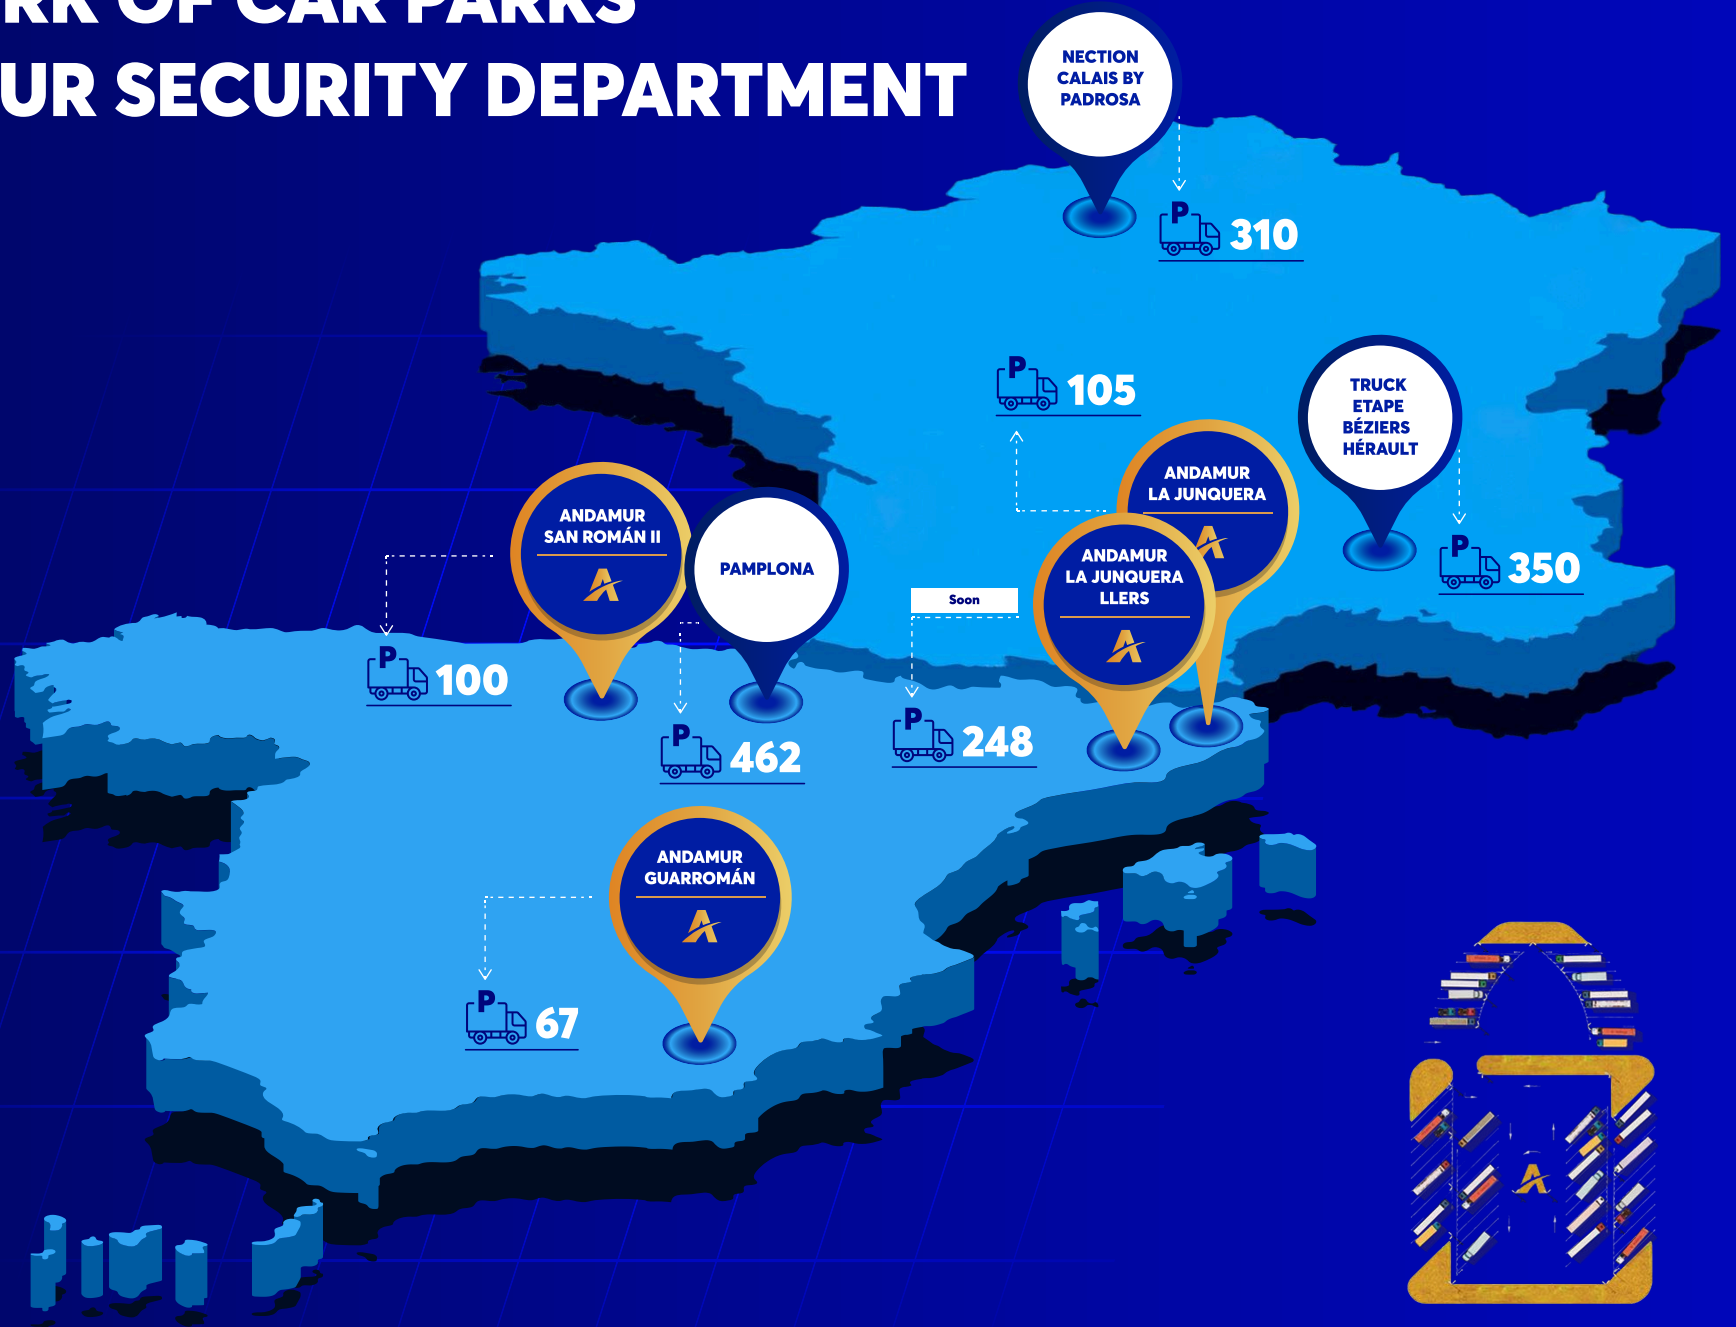 RK OF CAR PARKS
UR SECURITY DEPARTMENT
NECTION
CALAIS BY
PADROSA
P
310
P
105
TRUCK
ETAPE
BÉZIERS
HÉRAULT
P
350
ANDAMUR
LA JUNQUERA
ANDAMUR
LA JUNQUERA
LLERS
Soon
P
248
ANDAMUR
SAN ROMÁN II
P
100
PAMPLONA
P
462
ANDAMUR
GUARROMÁN
P
67